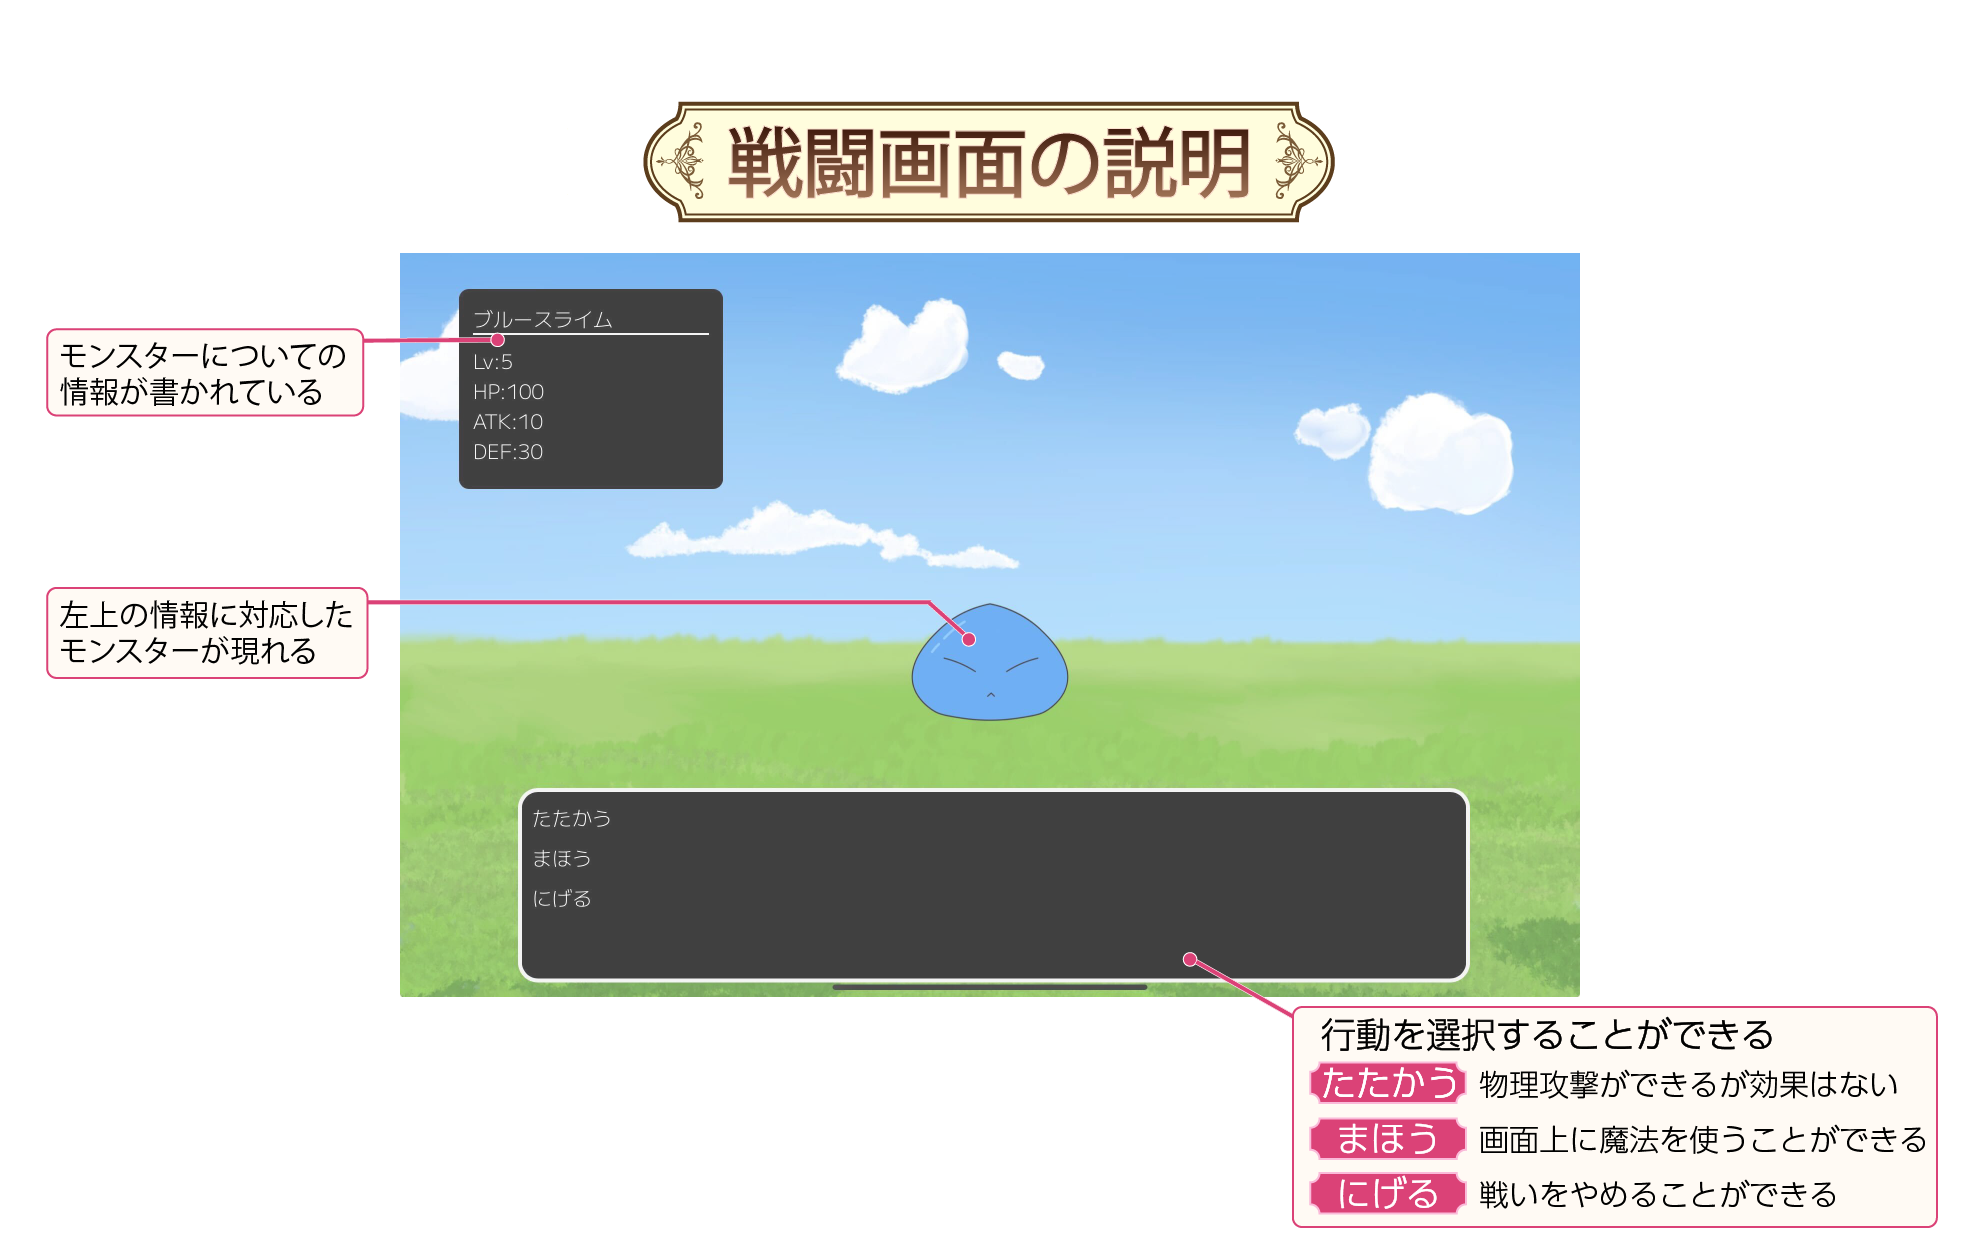 戦闘画面の説明
ブルースライム
Lv:5
HP:100
ATK:10
DEF:30
モンスターについての
情報が書かれている
左上の情報に対応した
モンスターが現れる
たたかう
まほう
にげる
行動を選択することができる
たたかう 物理攻撃ができるが効果はない
まほう 画面上に魔法を使うことができる
にげる 戦いをやめることができる